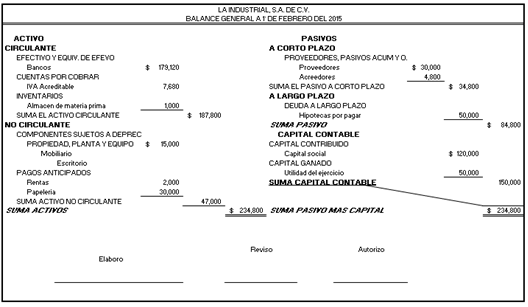 LA INDUSTRIAL, S.A. DE C.V.
BALANCE GENERAL A 1º DE FEBRERO DEL 2015
ACTIVO
CIRCULANTE
EFECTIVO Y EQUIV. DE EFEVO
Bancos $ 179,120
CUENTAS POR COBRAR
IVA Acreditable 7,680
INVENTARIOS
Almacen de materia prima 1,000
SUMA EL ACTIVO CIRCULANTE $ 187,800
NO CIRCULANTE
COMPONENTES SUJETOS A DEPREC
PROPIEDAD, PLANTA Y EQUIPO $ 15,000
Mobiliario
Escritorio
PAGOS ANTICIPADOS
Rentas 2,000
Papeleria 30,000
SUMA ACTIVO NO CIRCULANTE 47,000
SUMA ACTIVOS $ 234,800
PASIVOS
A CORTO PLAZO
PROVEEDORES, PASIVOS ACUM Y O.
Proveedores $ 30,000
Acreedores 4,800
SUMA EL PASIVO A CORTO PLAZO $ 34,800
A LARGO PLAZO
DEUDA A LARGO PLAZO
Hipotecas por pagar 50,000
SUMA PASIVO $ 84,800
CAPITAL CONTABLE
CAPITAL CONTRIBUIDO
Capital social $ 120,000
CAPITAL GANADO
Utilidad del ejercicio 50,000
SUMA CAPITAL CONTABLE 150,000
SUMA PASIVO MAS CAPITAL $ 234,800
Elaboro
Reviso
Autorizo